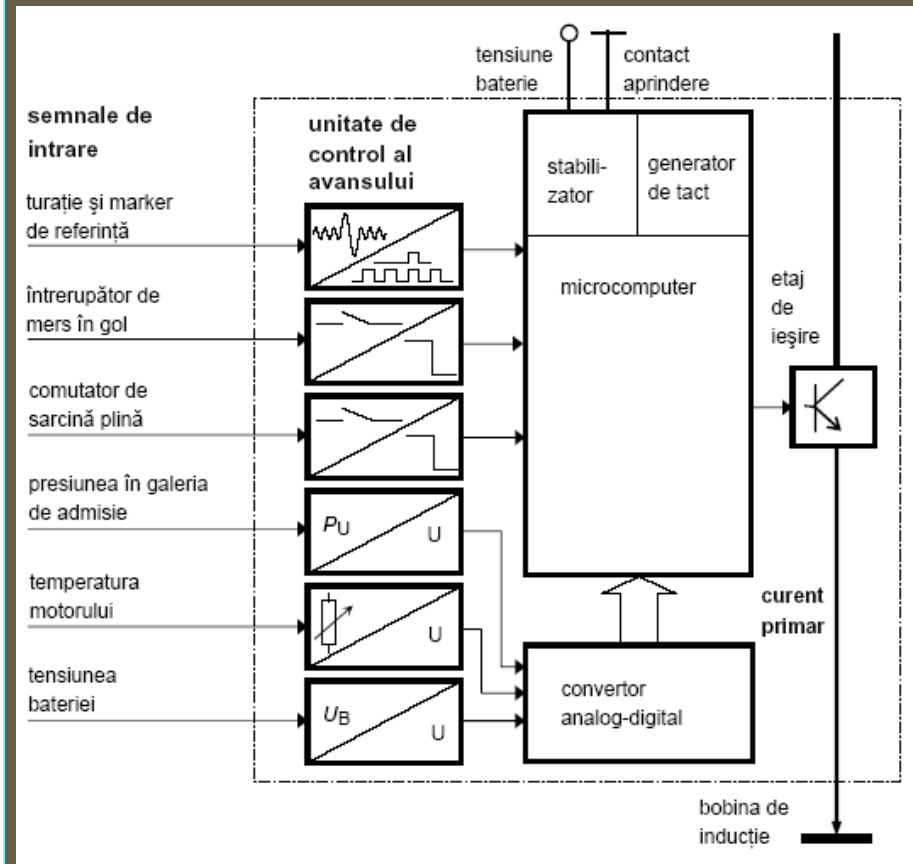 tensiune
baterie
contact
aprindere
semnale de
intrare
unitate de
control al
avansului
stabili-
zator
generator
de tact
turație şi marker
de referință
microcomputer
etaj
de
ieşire
întrerupător de
mers în gol
comutator de
sarcină plină
presiunea în galeria
de admisie
PU
U
temperatura
motorului
U
curent
primar
tensiunea
bateriei
UB
U
convertor
analog-digital
bobina de
inducție